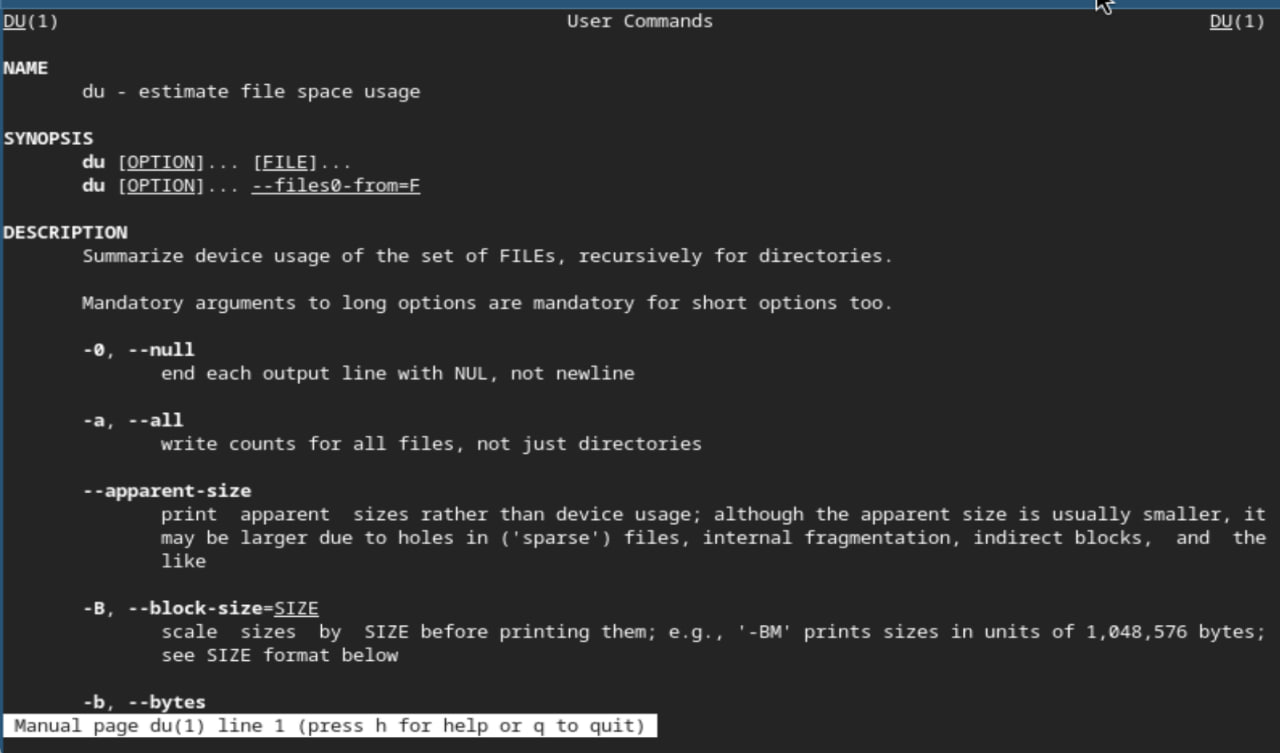 DU(1) User Commands DU(1)
NAME
du - estimate file space usage
SYNOPSIS
du [OPTION]... [FILE]...
du [OPTION]... --files0-from=F
DESCRIPTION
Summarize device usage of the set of FILEs, recursively for directories.
Mandatory arguments to long options are mandatory for short options too.
-0, --null
end each output line with NUL, not newline
-a, --all
write counts for all files, not just directories
--apparent-size
print apparent sizes rather than device usage; although the apparent size is usually smaller, it
may be larger due to holes in ('sparse') files, internal fragmentation, indirect blocks, and the
like
-B, --block-size=SIZE
scale sizes by SIZE before printing them; e.g., '-BM' prints sizes in units of 1,048,576 bytes;
see SIZE format below
-b, --bytes
Manual page du(1) line 1 (press h for help or q to quit)